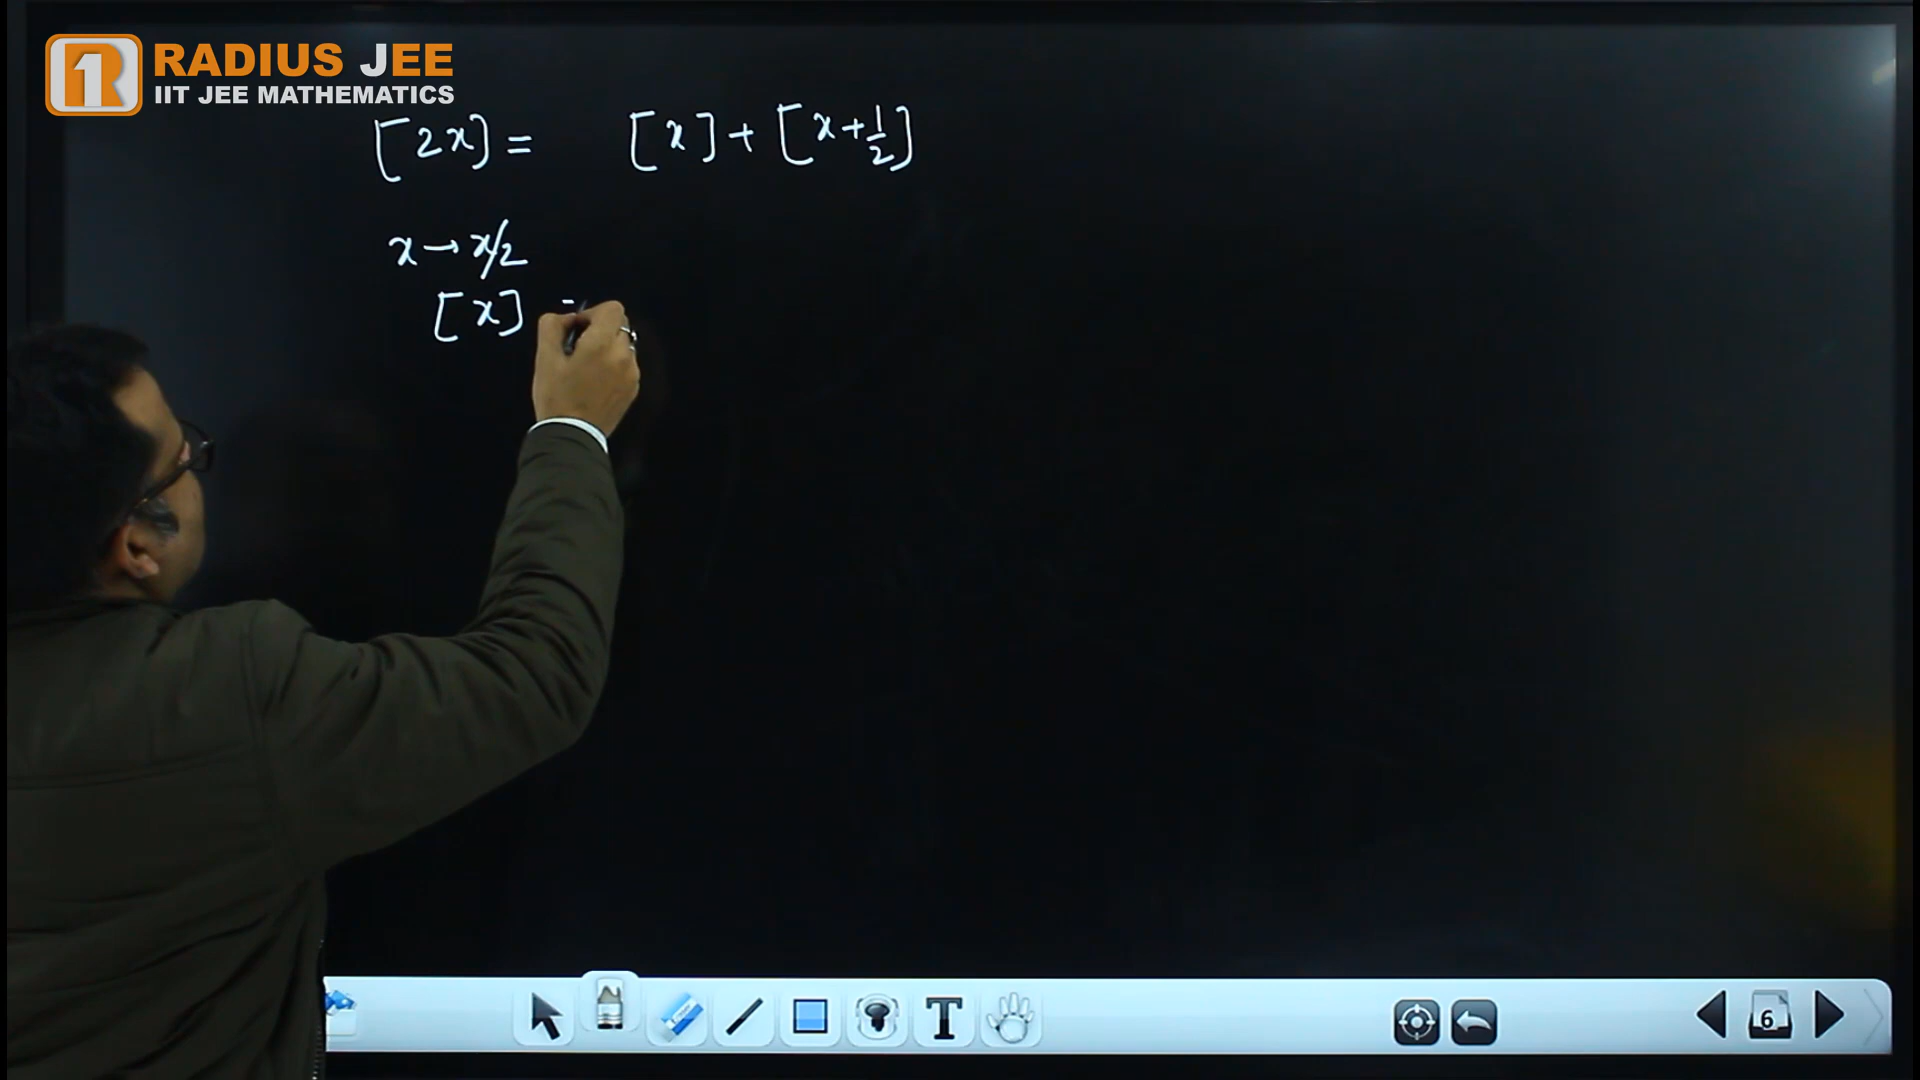 RADIUS JEE
IIT JEE MATHEMATICS
[2x] = [x] + [x+1/2]
x → x/2
[x] =
T
6